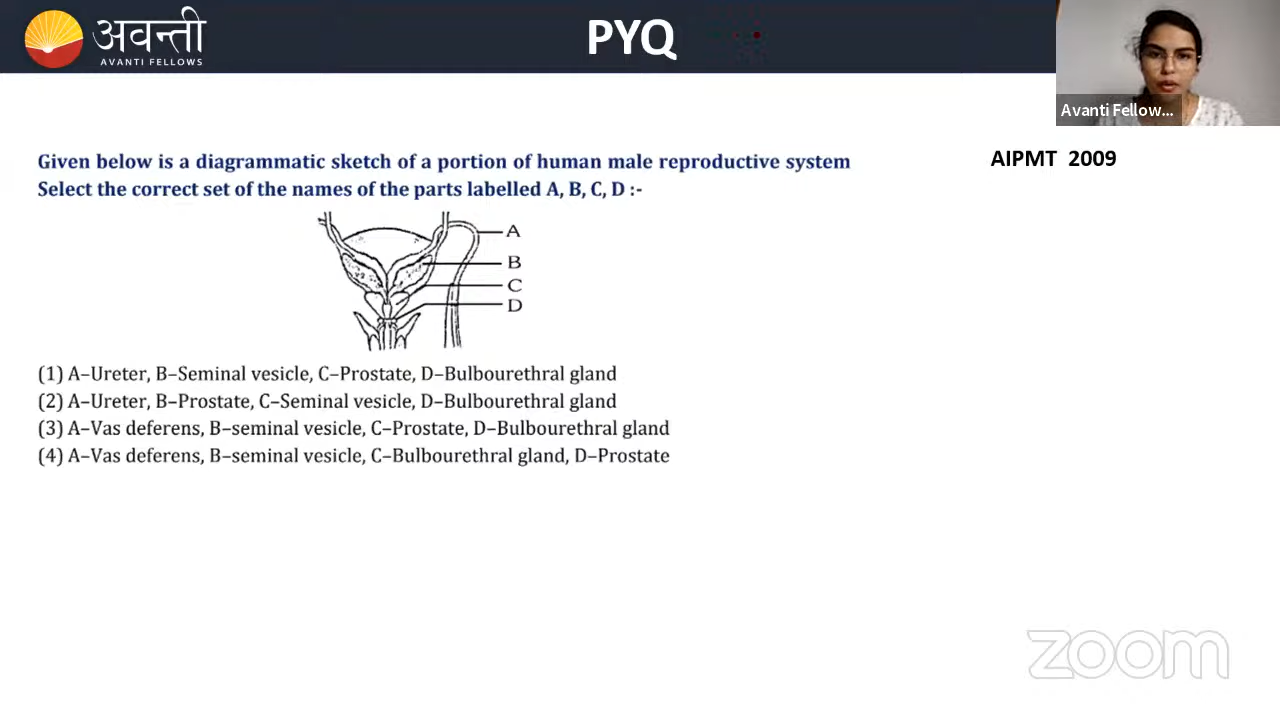 अवन्ती
AVANTI FELLOWS
PYQ
Avanti Fellow...
Given below is a diagrammatic sketch of a portion of human male reproductive system
AIPMT 2009
Select the correct set of the names of the parts labelled A, B, C, D :-
A
B
C
D
(1) A–Ureter, B–Seminal vesicle, C–Prostate, D–Bulbourethral gland
(2) A–Ureter, B–Prostate, C–Seminal vesicle, D–Bulbourethral gland
(3) A–Vas deferens, B–seminal vesicle, C–Prostate, D–Bulbourethral gland
(4) A–Vas deferens, B–seminal vesicle, C–Bulbourethral gland, D–Prostate
zoom